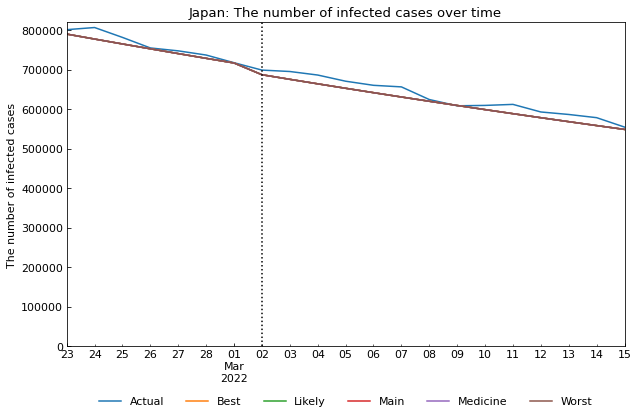 Japan: The number of infected cases over time
The number of infected cases
800000
700000
600000
500000
400000
300000
200000
100000
0
23 24 25 26 27 28 01 02 03 04 05 06 07 08 09 10 11 12 13 14 15
Mar
2022
Actual Best Likely Main Medicine Worst